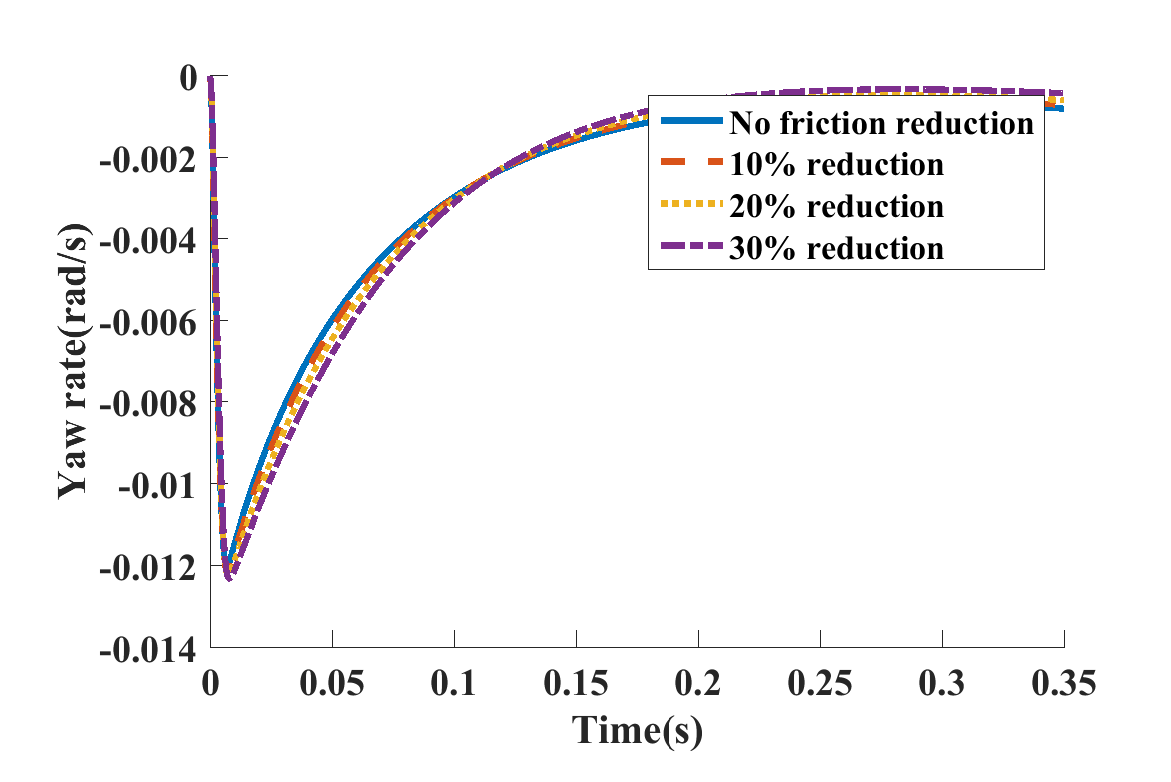 Yaw rate(rad/s)
0
-0.002
-0.004
-0.006
-0.008
-0.01
-0.012
-0.014
No friction reduction
10% reduction
20% reduction
30% reduction
0 0.05 0.1 0.15 0.2 0.25 0.3 0.35
Time(s)